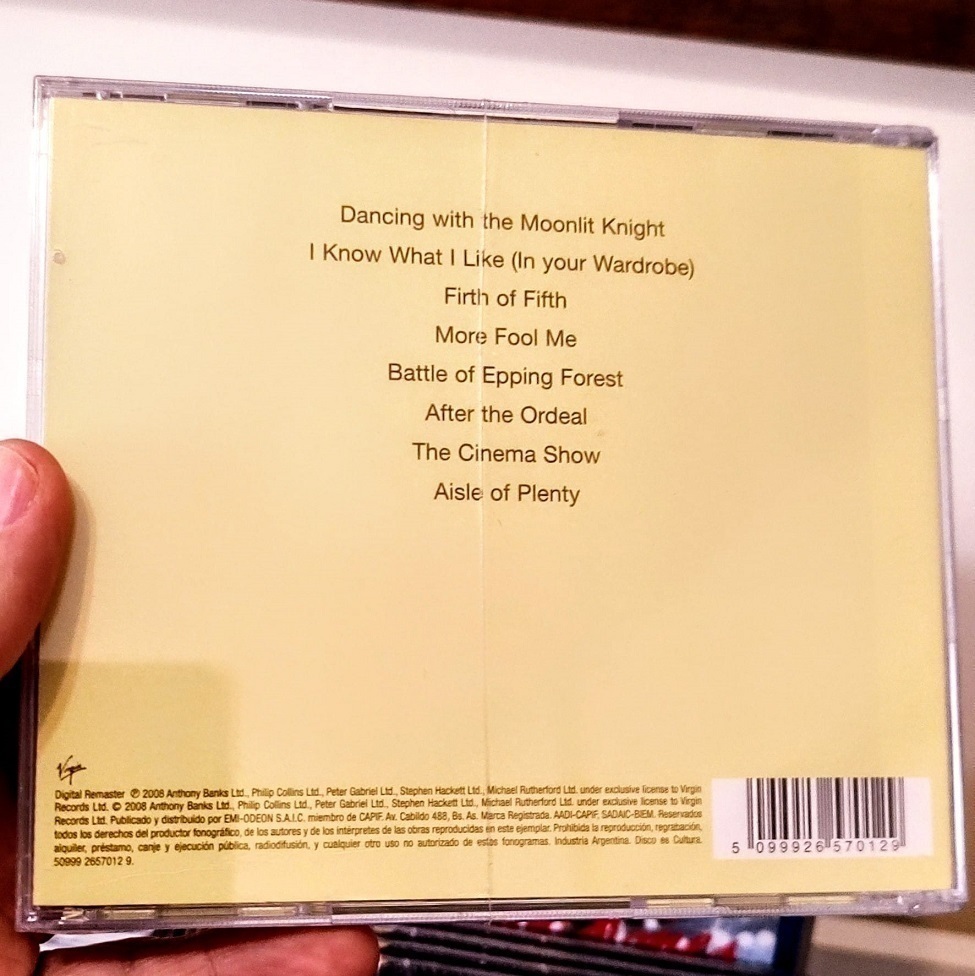 Dancing with the Moonlit Knight
I Know What I Like (In your Wardrobe)
Firth of Fifth
More Fool Me
Battle of Epping Forest
After the Ordeal
The Cinema Show
Aisle of Plenty
Virgin
Digital Remaster ℗ 2008 Anthony Banks Ltd., Philip Collins Ltd., Peter Gabriel Ltd., Stephen Hackett Ltd., Michael Rutherford Ltd. under exclusive license to Virgin
Records Ltd. © 2008 Anthony Banks Ltd., Philip Collins Ltd., Peter Gabriel Ltd., Stephen Hackett Ltd., Michael Rutherford Ltd. under exclusive license to Virgin
Records Ltd. Publicado y distribuido por EMI-ODEON S.A.I.C. miembro de CAPIF. Av. Cabildo 488, Bs. As. Marca Registrada. AADI-CAPIF, SADAIC-BIEM. Reservados
todos los derechos del productor fonográfico, de los autores y de los intérpretes de las obras reproducidas en este ejemplar. Prohibida la reproducción, regrabación,
alquiler, préstamo, canje y ejecución pública, radiodifusión, y cualquier otro uso no autorizado de estos fonogramas. Industria Argentina. Disco es Cultura.
50999 2657012 9.
5 099926 570129